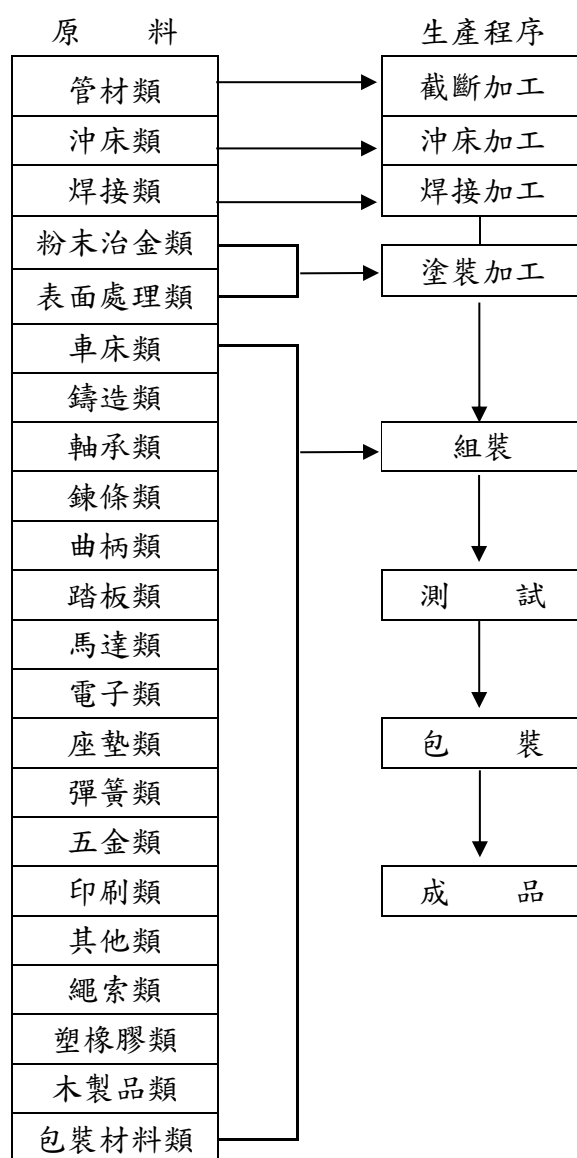 原 料
管材類
沖床類
焊接類
粉末冶金類
表面處理類
車床類
鑄造類
軸承類
鍊條類
曲柄類
踏板類
馬達類
電子類
座墊類
彈簧類
五金類
印刷類
其他類
繩索類
塑橡膠類
木製品類
包裝材料類
生產程序
截斷加工
沖床加工
焊接加工
塗裝加工
組裝
測 試
包 裝
成 品